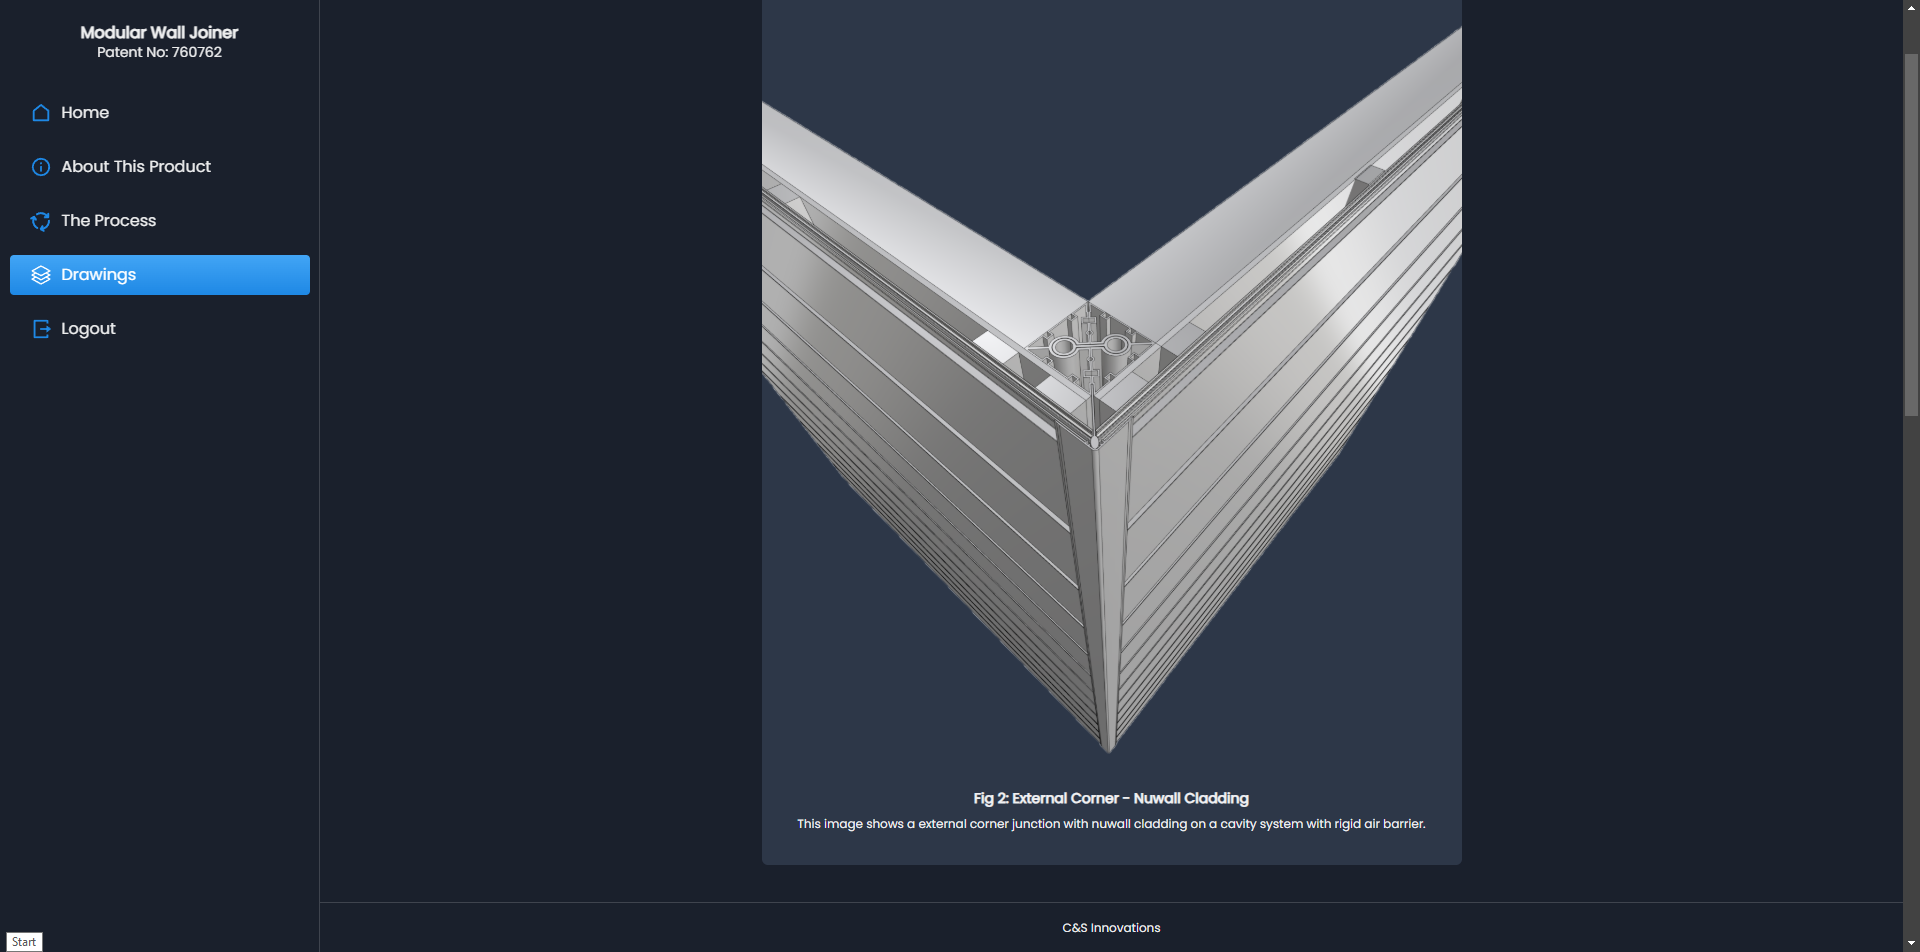 Modular Wall Joiner
Patent No: 760762
Home
About This Product
The Process
Drawings
Logout
Fig 2: External Corner - Nuwall Cladding
This image shows a external corner junction with nuwall cladding on a cavity system with rigid air barrier.
C&S Innovations
Start